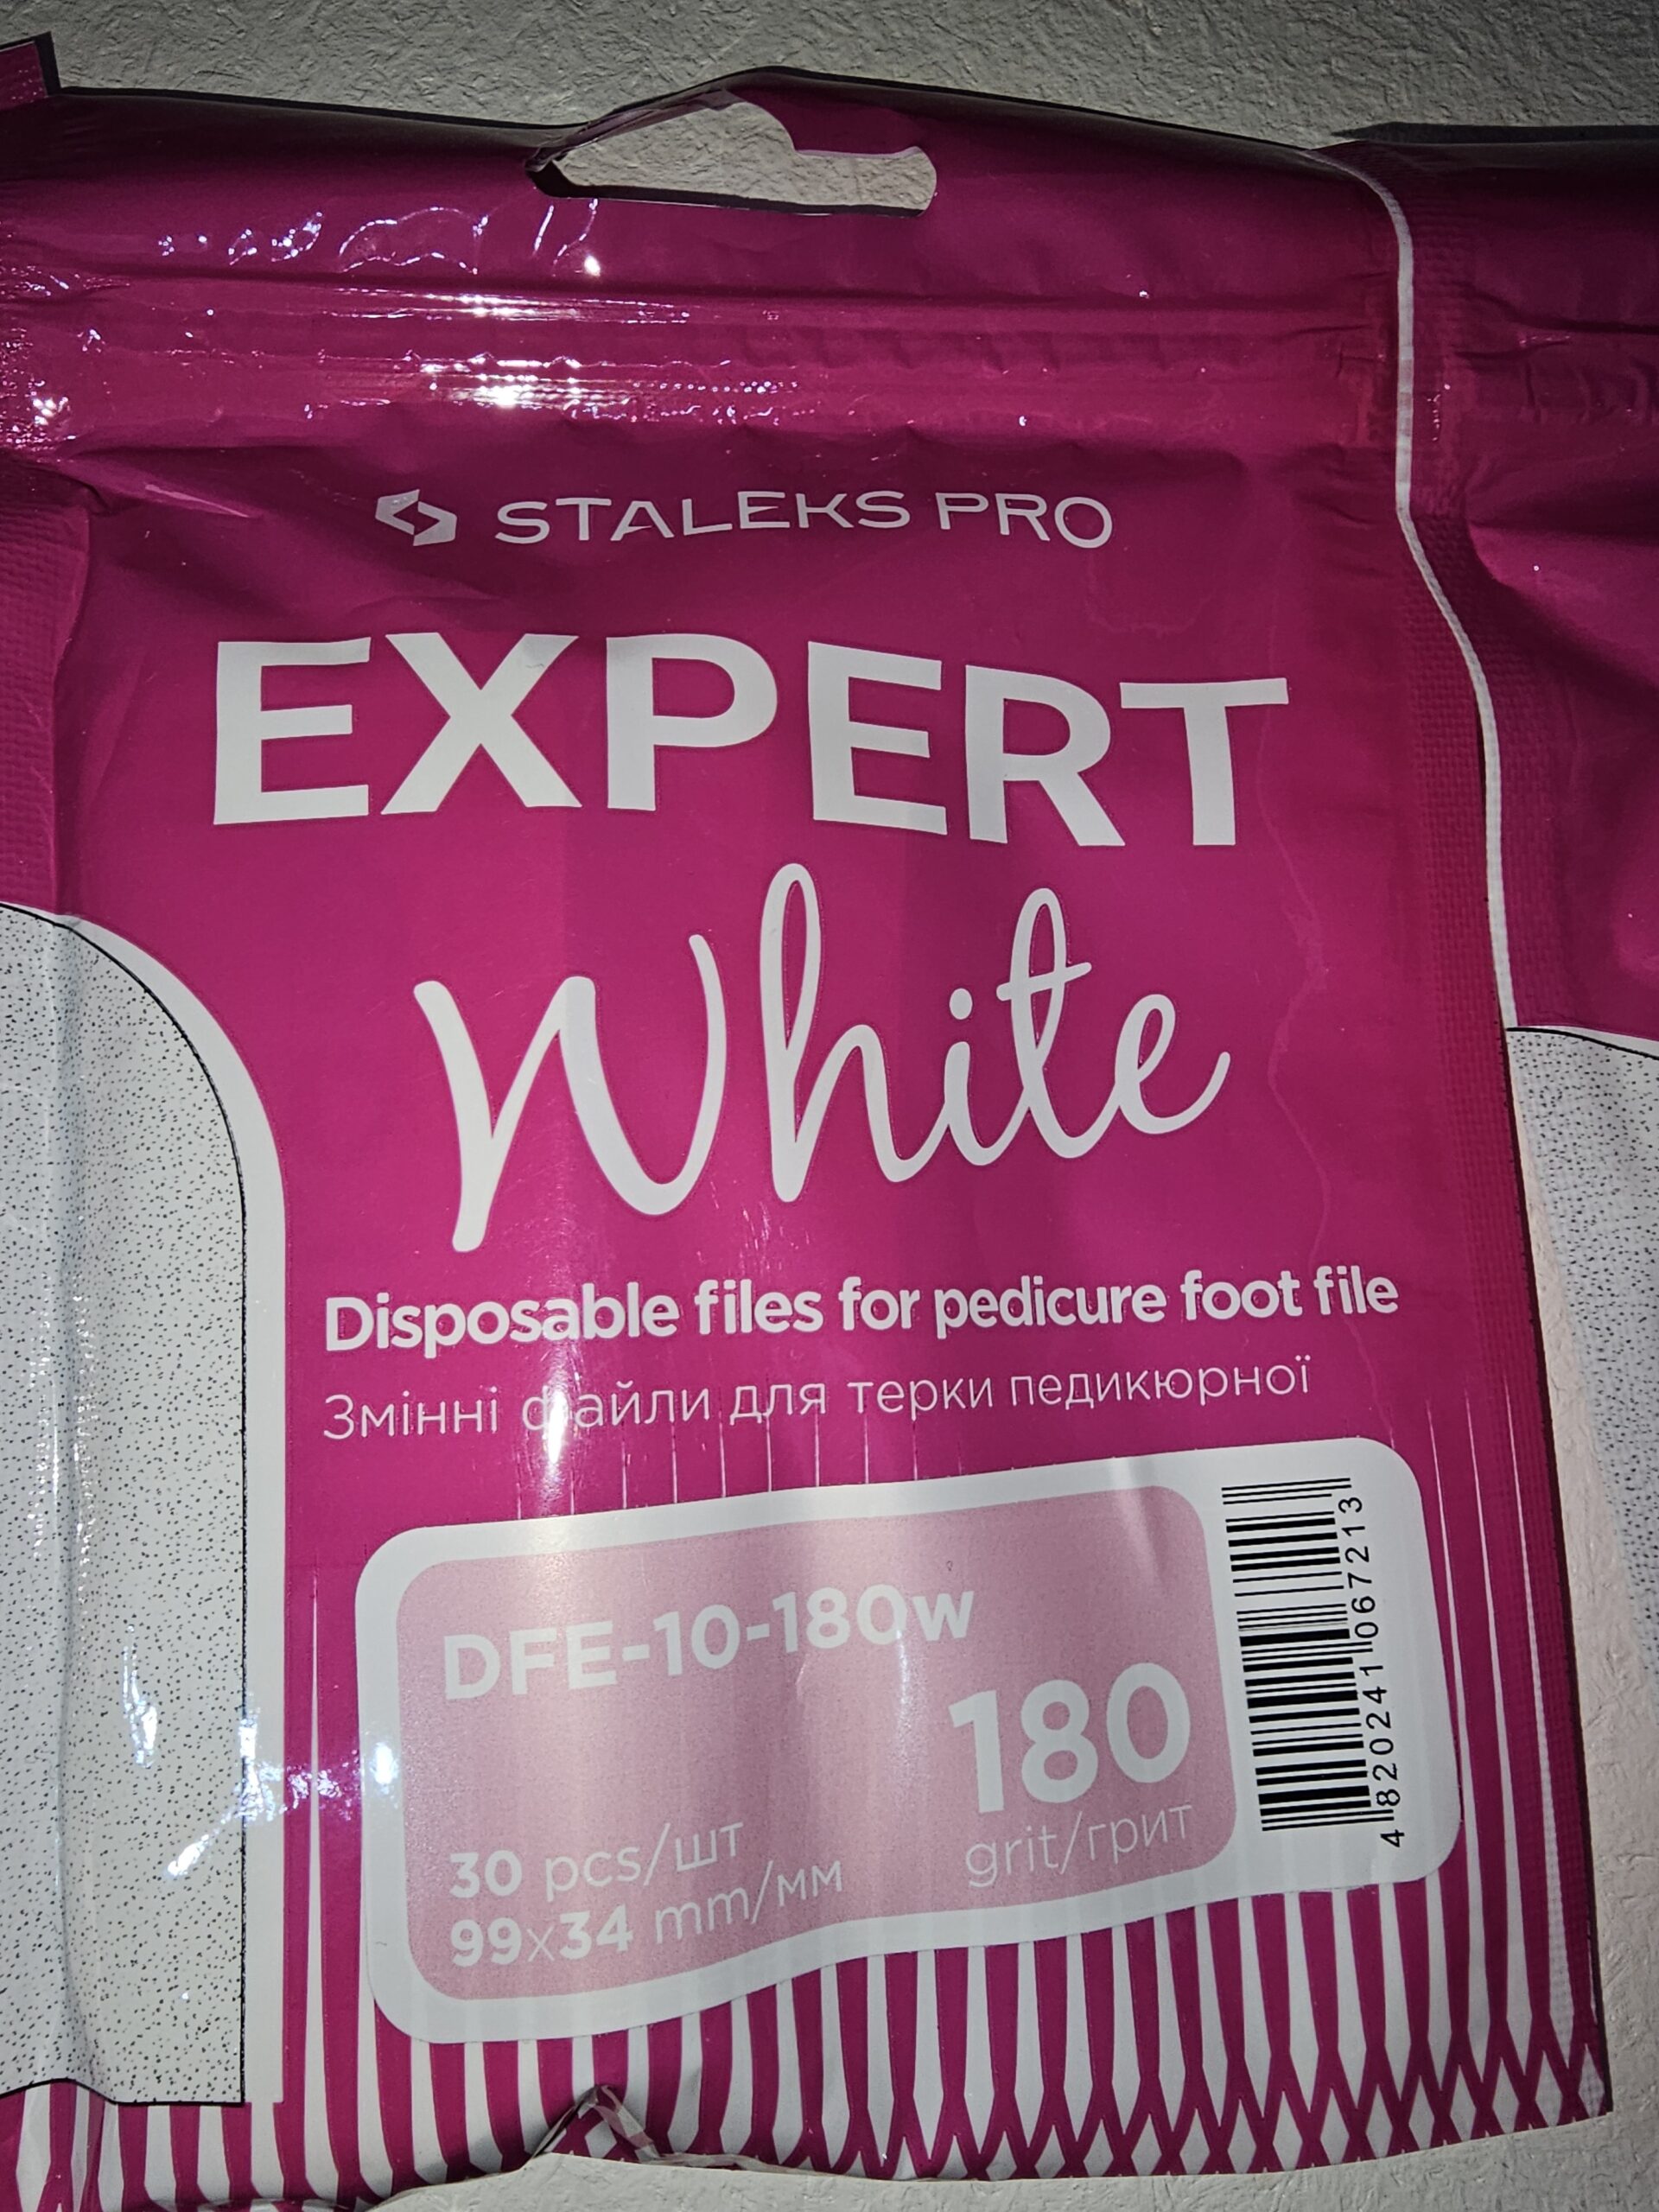 STALEKS PRO
EXPERT
White
Disposable files for pedicure foot file
Змінні файли для терки педикюрної
DFE-10-180w
180
grit/грит
30 pcs/шт
99x34 mm/мм
4820241067213